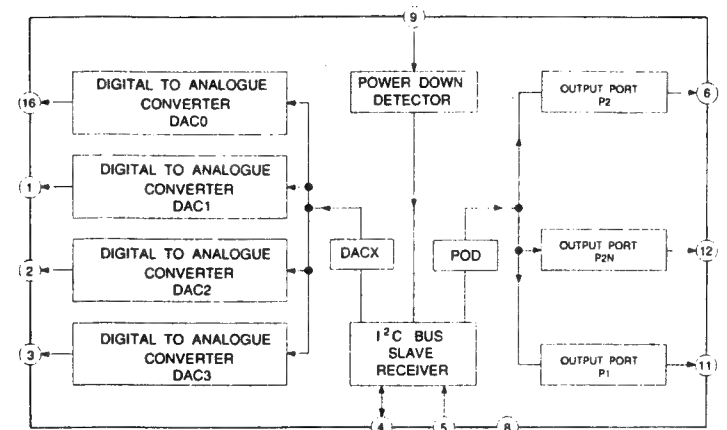 9
DIGITAL TO ANALOGUE
CONVERTER
DAC0
16
POWER DOWN
DETECTOR
OUTPUT PORT
P2
6
DIGITAL TO ANALOGUE
CONVERTER
DAC1
1
DIGITAL TO ANALOGUE
CONVERTER
DAC2
2
DACX
POD
OUTPUT PORT
P2N
12
DIGITAL TO ANALOGUE
CONVERTER
DAC3
3
I²C BUS
SLAVE
RECEIVER
OUTPUT PORT
P1
11
4
5
8